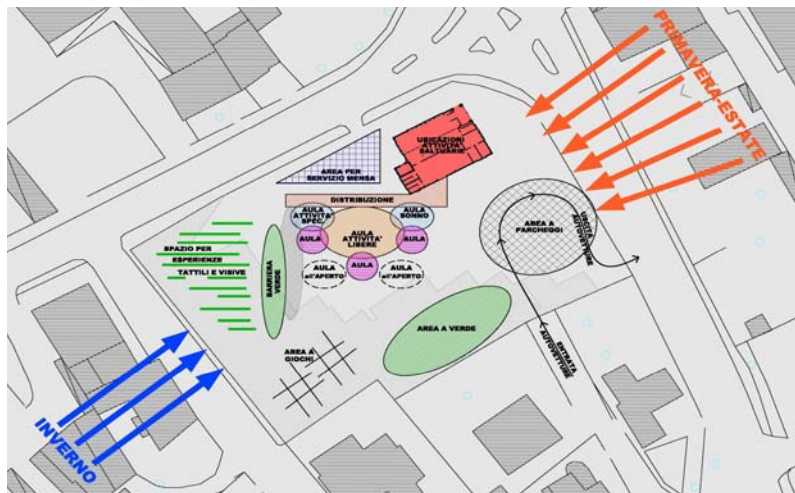 PRIMAVERA-ESTATE
UBICAZIONI
ATTIVITA'
SALTUARIE
AREA PER
SERVIZIO MENSA
DISTRIBUZIONE
AULA
ATTIVITA'
SPEC.
AULA
SONNO
AULA
ATTIVITA'
LIBERE
AULA
AULA
AULA
AULA
all'APERTO
AULA
all'APERTO
SPAZIO PER
ESPERIENZE
TATTILI E VISIVE
BARRIERA
VERDE
AREA A
PARCHEGGI
USCITA
AUTOVETTURE
AREA A VERDE
AREA A
GIOCHI
ENTRATA
AUTOVETTURE
INVERNO